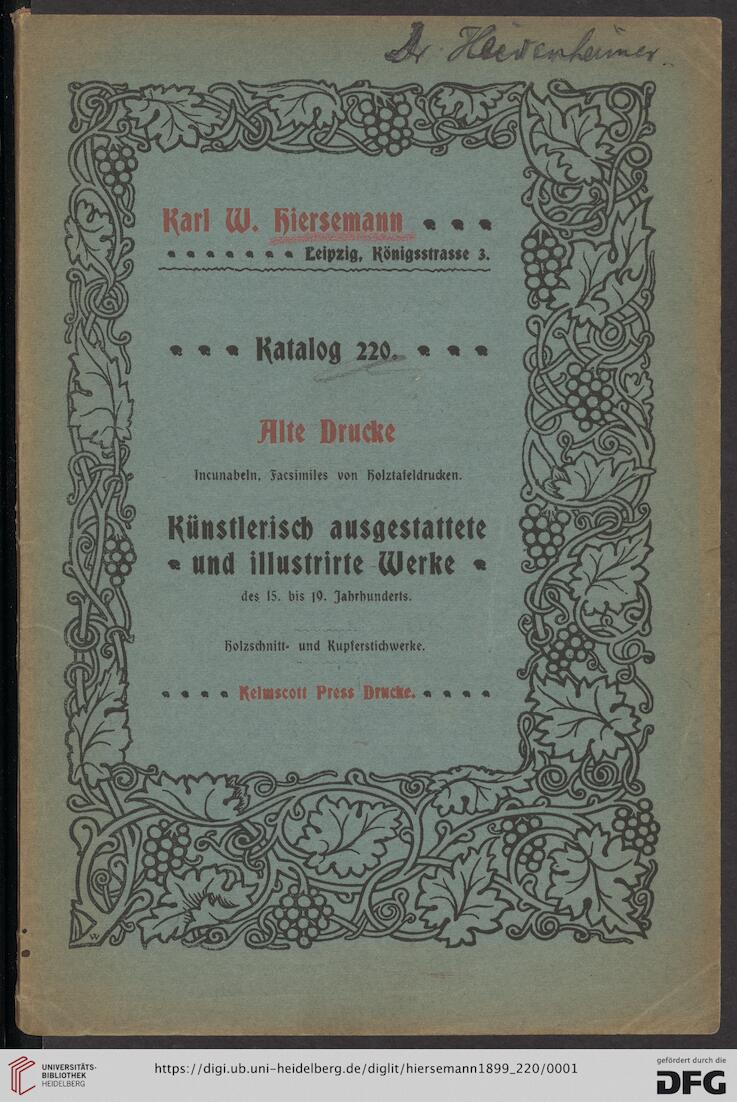 Dr. Heidenheimer.
Karl W. Hiersemann
Leipzig, Königsstrasse 3.
Katalog 220.
Alte Drucke
Incunabeln, Facsimiles von Holztafeldrucken.
Künstlerisch ausgestattete
und illustrirte Werke
des 15. bis 19. Jahrhunderts.
Holzschnitt- und Kupferstichwerke.
Kelmscott Press Drucke.
W
UNIVERSITÄTS-
BIBLIOTHEK
HEIDELBERG
https://digi.ub.uni-heidelberg.de/diglit/hiersemann1899_220/0001
gefördert durch die
DFG